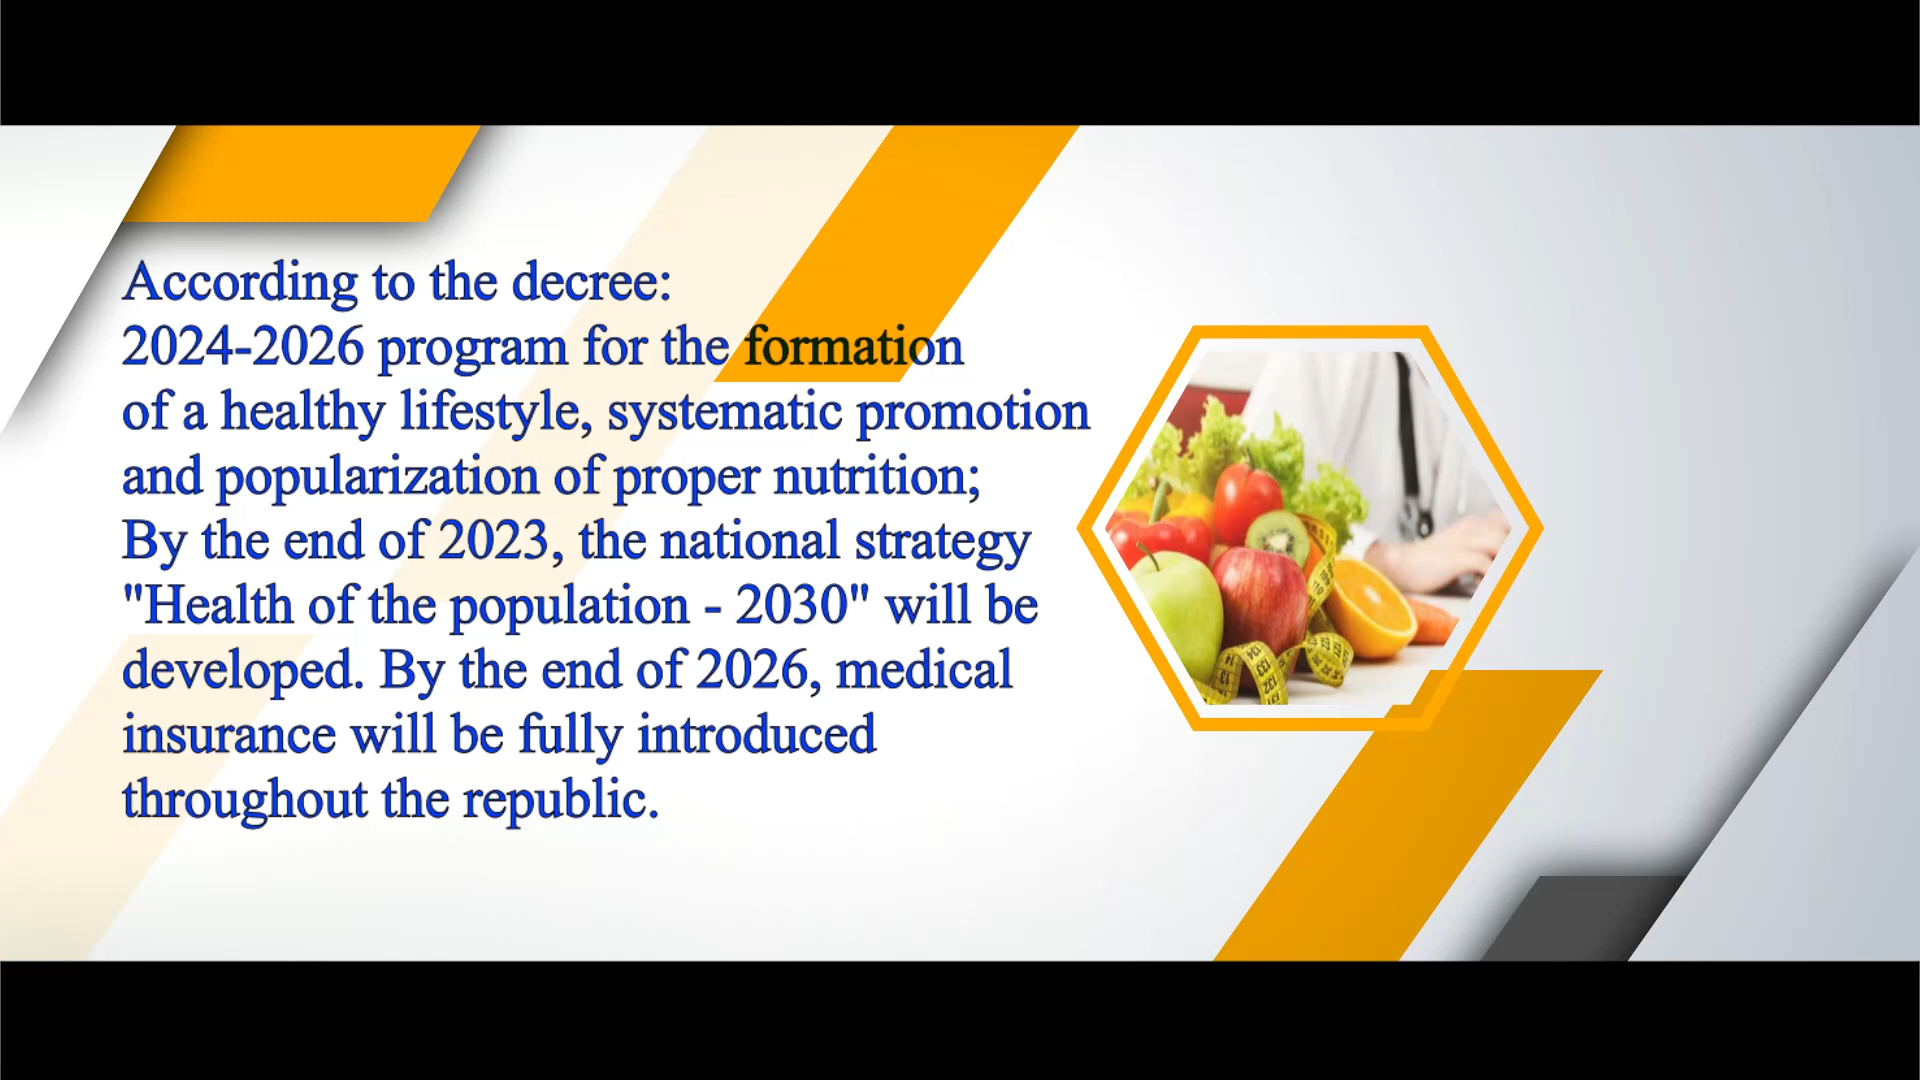 According to the decree:
2024-2026 program for the formation
of a healthy lifestyle, systematic promotion
and popularization of proper nutrition;
By the end of 2023, the national strategy
"Health of the population - 2030" will be
developed. By the end of 2026, medical
insurance will be fully introduced
throughout the republic.